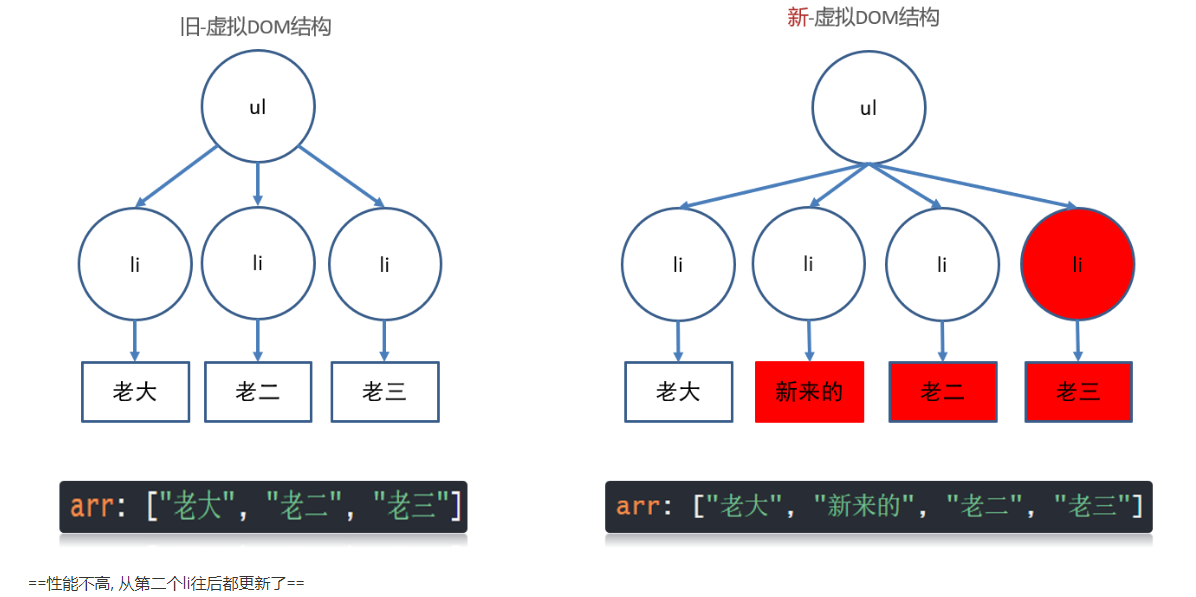 旧-虚拟DOM结构
新-虚拟DOM结构
ul
ul
li li li
li li li li
老大 老二 老三
老大 新来的 老二 老三
arr: ["老大", "老二", "老三"]
arr: ["老大", "新来的", "老二", "老三"]
==性能不高, 从第二个li往后都更新了==